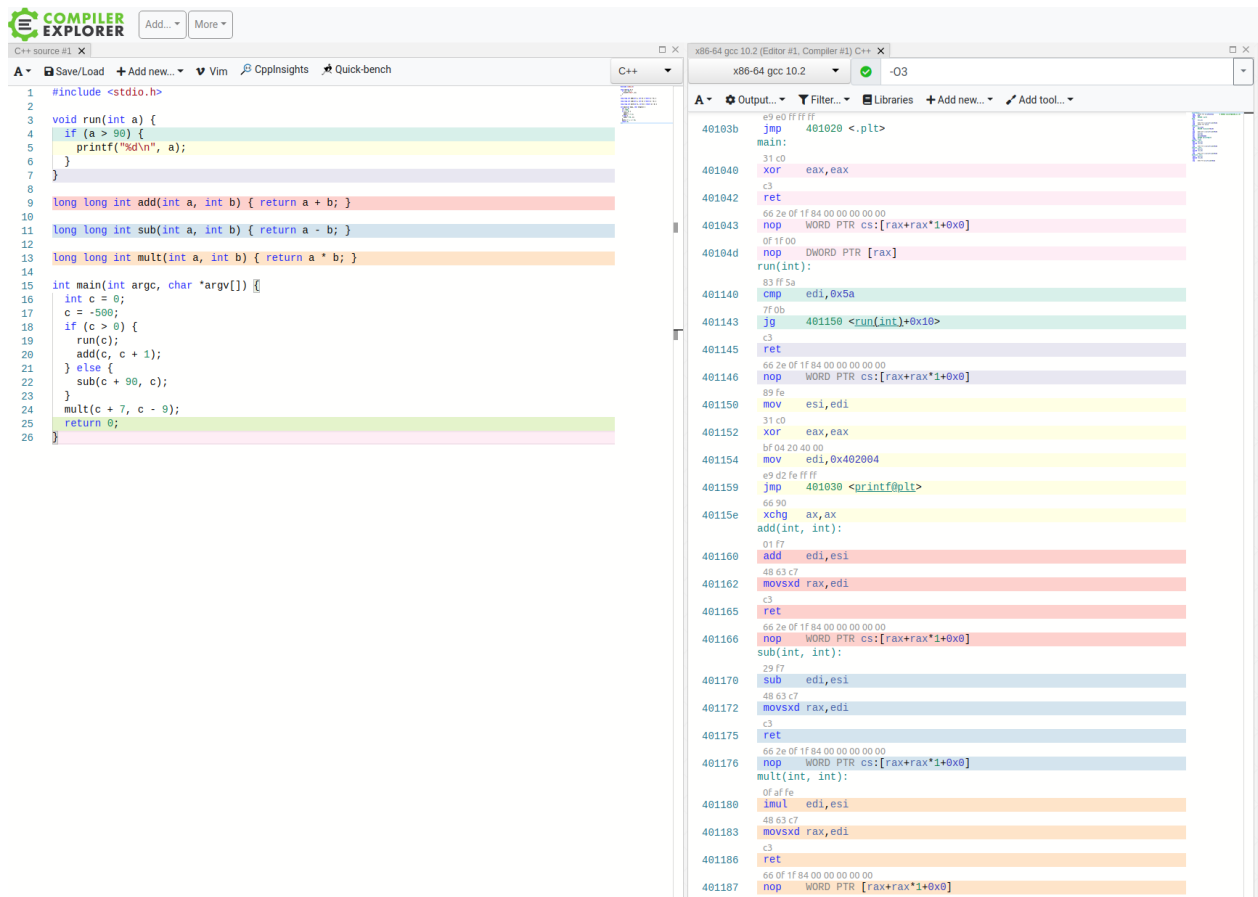 COMPILER
EXPLORER
Add...
More
C++ source #1
A
Save/Load
Add new...
Vim
CppInsights
Quick-bench
C++
1 #include <stdio.h>
2
3 void run(int a) {
4   if (a > 90) {
5     printf("%d\n", a);
6   }
7 }
8
9 long long int add(int a, int b) { return a + b; }
10
11 long long int sub(int a, int b) { return a - b; }
12
13 long long int mult(int a, int b) { return a * b; }
14
15 int main(int argc, char *argv[]) {
16   int c = 0;
17   c = -500;
18   if (c > 0) {
19     run(c);
20     add(c, c + 1);
21   } else {
22     sub(c + 90, c);
23   }
24   mult(c + 7, c - 9);
25   return 0;
26 }
x86-64 gcc 10.2 (Editor #1, Compiler #1) C++
x86-64 gcc 10.2
-O3
A
Output...
Filter...
Libraries
Add new...
Add tool...
e9 e0 ff ff ff
40103b jmp 401020 <.plt>
main:
31 c0
401040 xor eax,eax
c3
401042 ret
66 2e 0f 1f 84 00 00 00 00 00
401043 nop WORD PTR cs:[rax+rax*1+0x0]
0f 1f 00
40104d nop DWORD PTR [rax]
run(int):
83 ff 5a
401140 cmp edi,0x5a
7f 0b
401143 jg 401150 <run(int)+0x10>
c3
401145 ret
66 2e 0f 1f 84 00 00 00 00 00
401146 nop WORD PTR cs:[rax+rax*1+0x0]
89 fe
401150 mov esi,edi
31 c0
401152 xor eax,eax
bf 04 20 40 00
401154 mov edi,0x402004
e9 d2 fe ff ff
401159 jmp 401030 <printf@plt>
66 90
40115e xchg ax,ax
add(int, int):
01 f7
401160 add edi,esi
48 63 c7
401162 movsxd rax,edi
c3
401165 ret
66 2e 0f 1f 84 00 00 00 00 00
401166 nop WORD PTR cs:[rax+rax*1+0x0]
sub(int, int):
29 f7
401170 sub edi,esi
48 63 c7
401172 movsxd rax,edi
c3
401175 ret
66 2e 0f 1f 84 00 00 00 00 00
401176 nop WORD PTR cs:[rax+rax*1+0x0]
mult(int, int):
0f af fe
401180 imul edi,esi
48 63 c7
401183 movsxd rax,edi
c3
401186 ret
66 0f 1f 84 00 00 00 00 00
401187 nop WORD PTR [rax+rax*1+0x0]